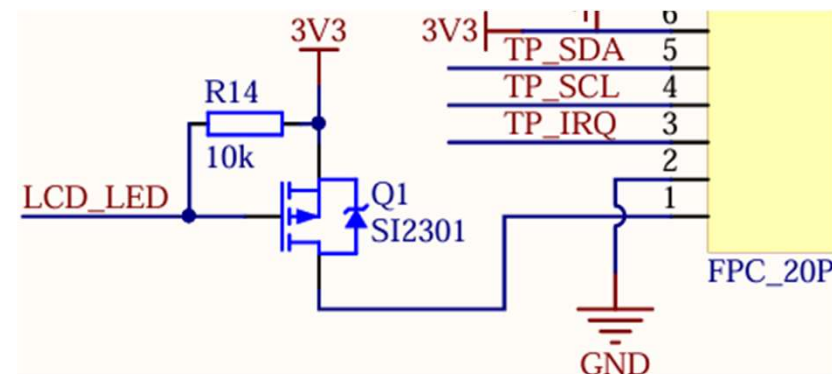 3V3
3V3
6
TP_SDA
5
TP_SCL
4
TP_IRQ
3
2
1
R14
10k
LCD_LED
Q1
SI2301
FPC_20P
GND